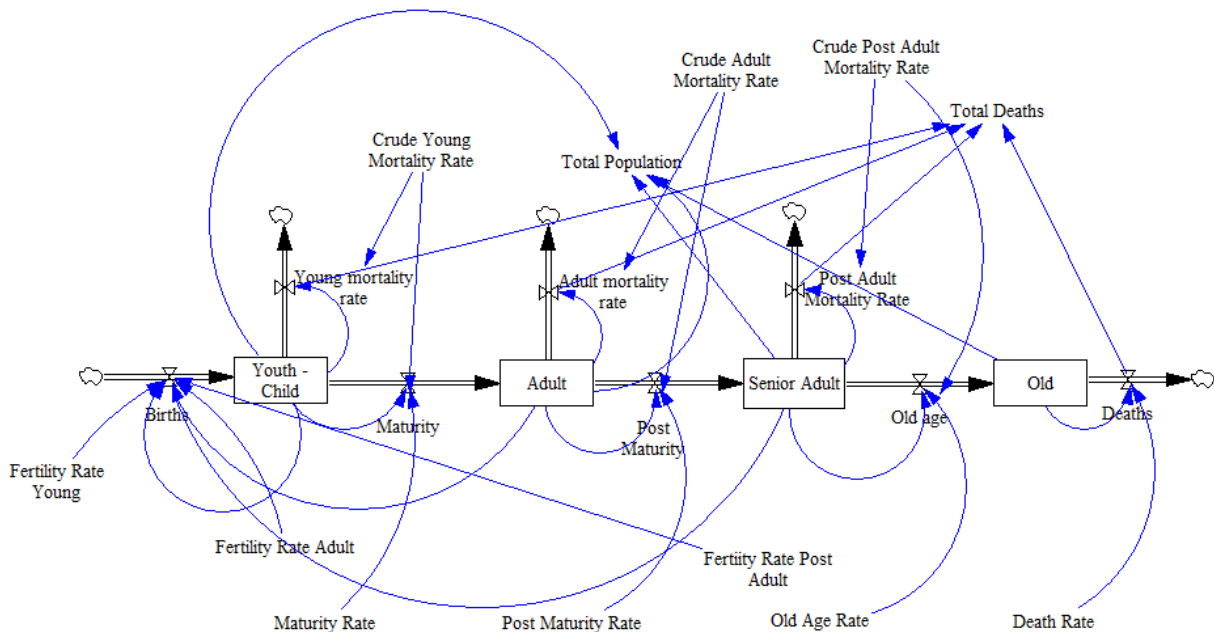 Crude Adult
Mortality Rate
Crude Post Adult
Mortality Rate
Total Deaths
Crude Young
Mortality Rate
Total Population
Young mortality
rate
Adult mortality
rate
Post Adult
Mortality Rate
Youth -
Child
Adult
Senior Adult
Old
Births
Maturity
Post
Maturity
Old age
Deaths
Fertility Rate
Young
Fertility Rate Adult
Fertiity Rate Post
Adult
Maturity Rate
Post Maturity Rate
Old Age Rate
Death Rate